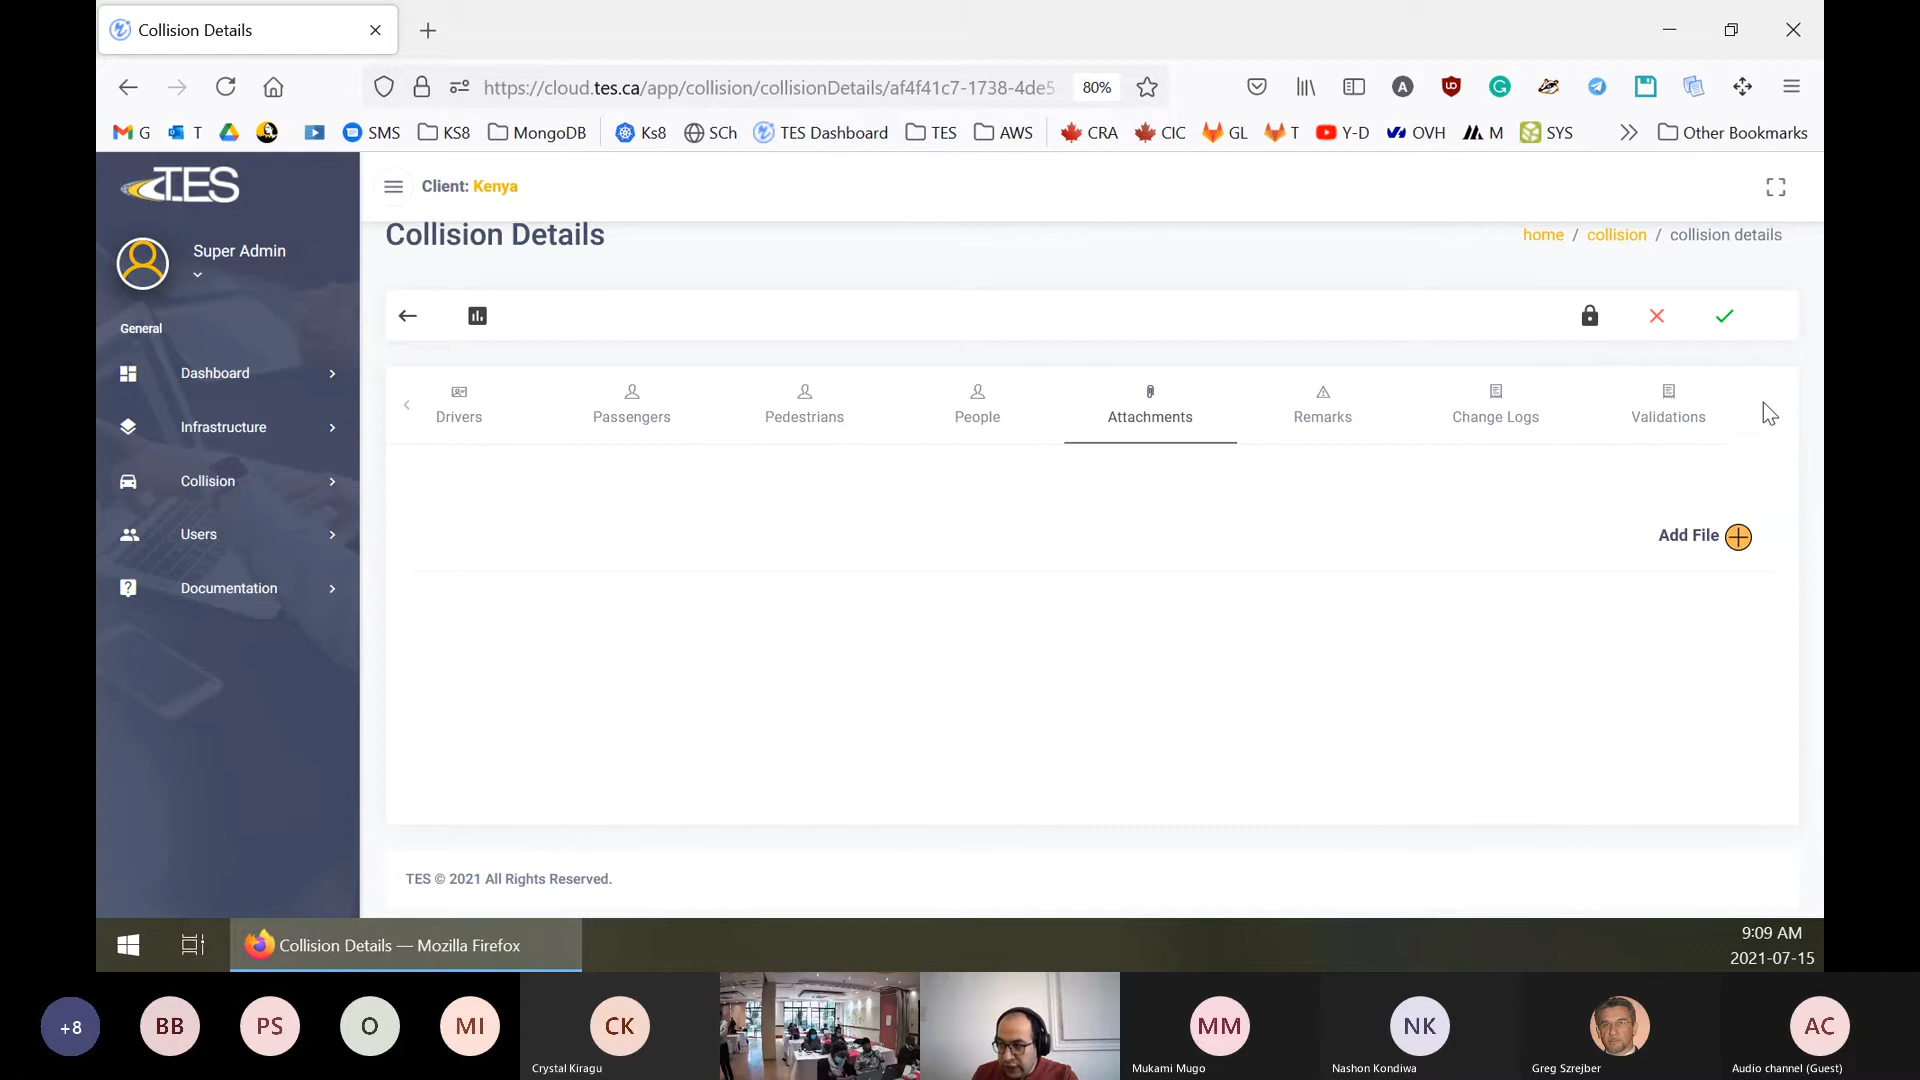 Collision Details
https://cloud.tes.ca/app/collision/collisionDetails/af4f41c7-1738-4de5
80%
G
T
SMS
KS8
MongoDB
Ks8
SCh
TES Dashboard
TES
AWS
CRA
CIC
GL
T
Y-D
OVH
M
SYS
Other Bookmarks
TES
Client: Kenya
Super Admin
Collision Details
home / collision / collision details
General
Dashboard
Infrastructure
Collision
Users
Documentation
Drivers
Passengers
Pedestrians
People
Attachments
Remarks
Change Logs
Validations
Add File
TES © 2021 All Rights Reserved.
Collision Details — Mozilla Firefox
9:09 AM
2021-07-15
+8
BB
PS
O
MI
CK
Crystal Kiragu
MM
Mukami Mugo
NK
Nashon Kondiwa
Greg Szrejber
AC
Audio channel (Guest)